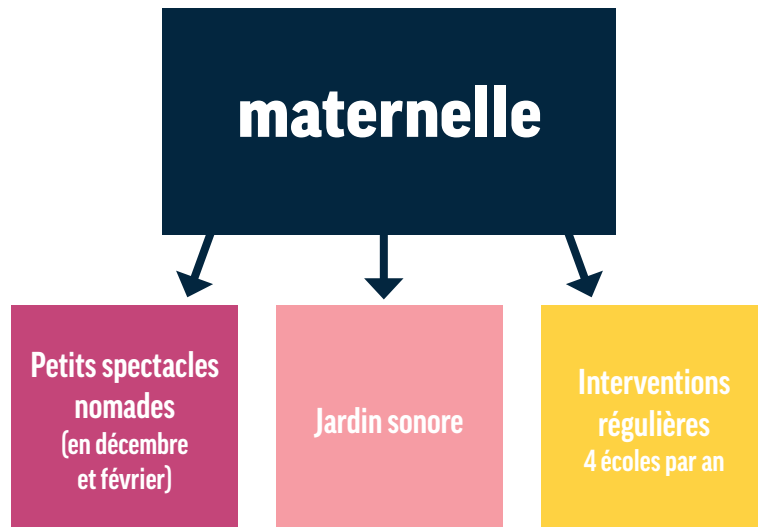 maternelle
Petits spectacles
nomades
(en décembre
et février)
Jardin sonore
Interventions
régulières
4 écoles par an